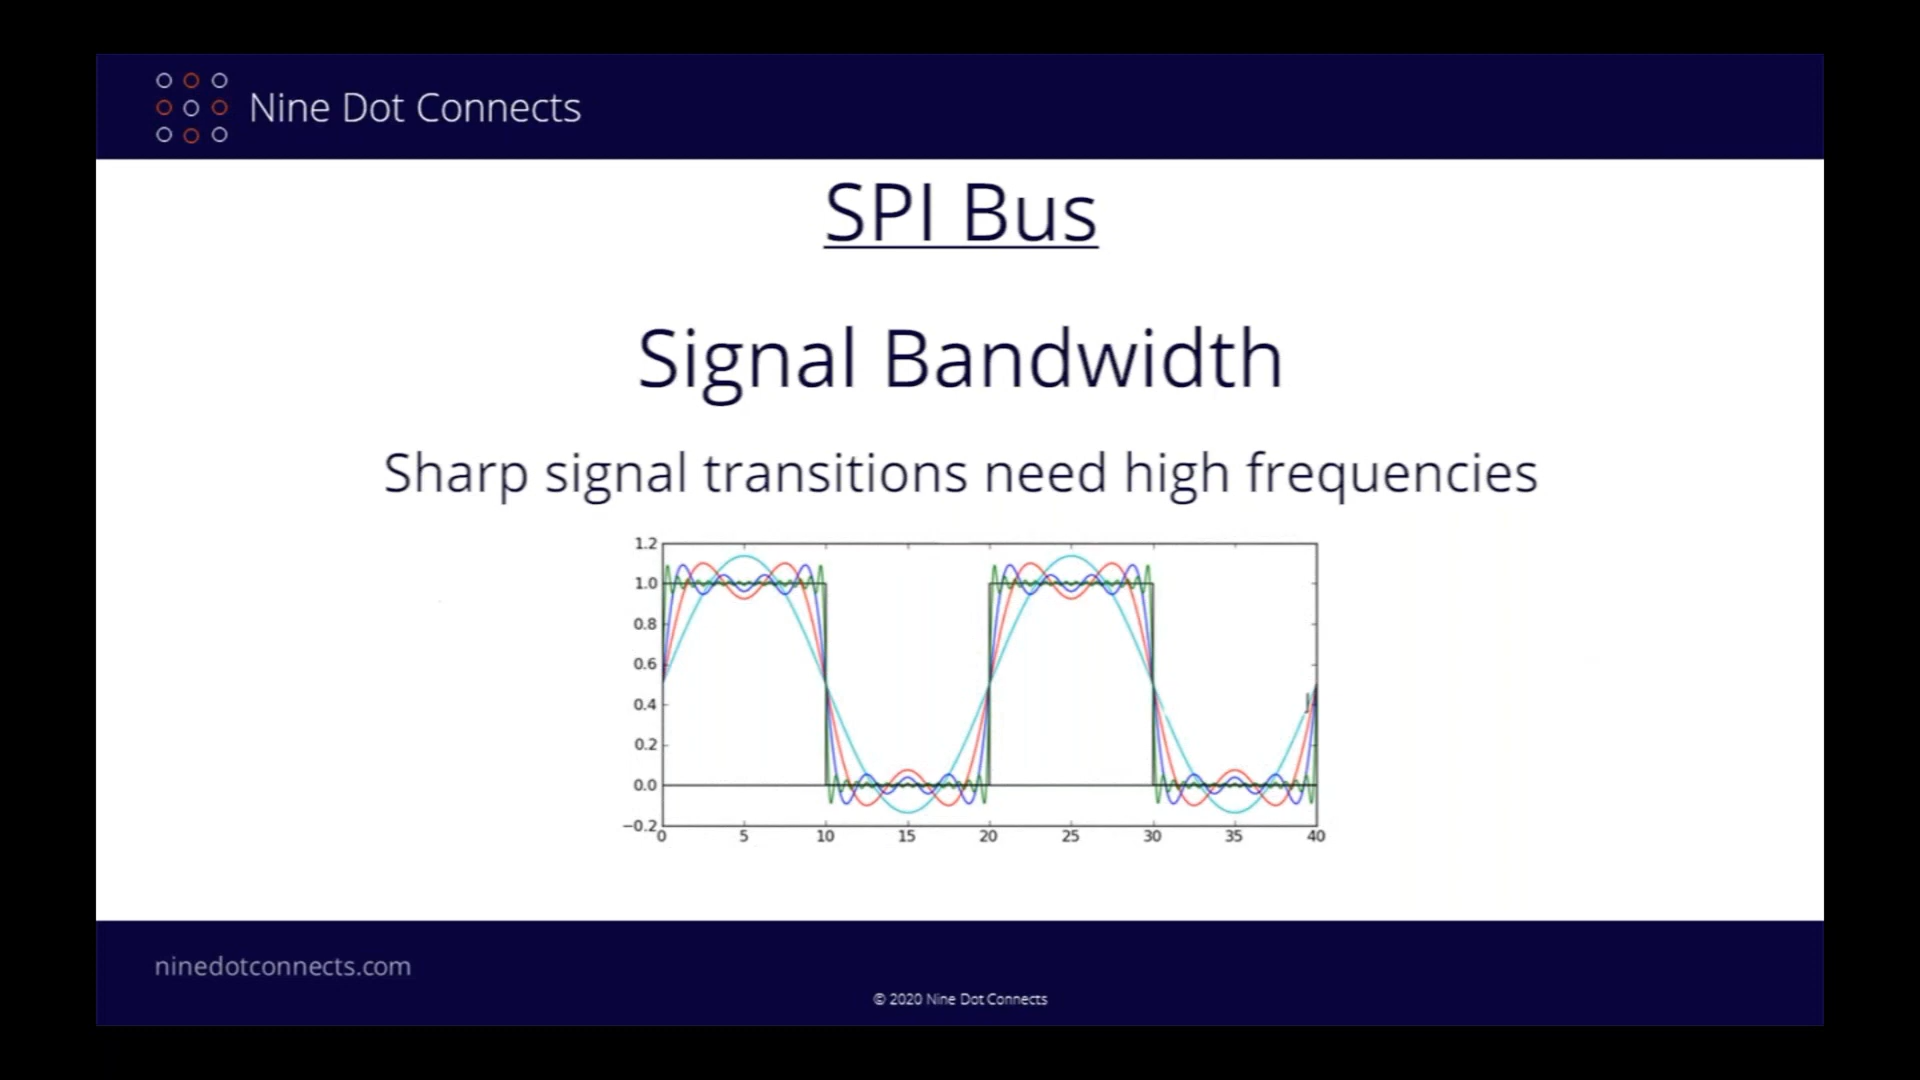 Nine Dot Connects
SPI Bus
Signal Bandwidth
Sharp signal transitions need high frequencies
1.2
1.0
0.8
0.6
0.4
0.2
0.0
−0.2
0 5 10 15 20 25 30 35 40
ninedotconnects.com
© 2020 Nine Dot Connects